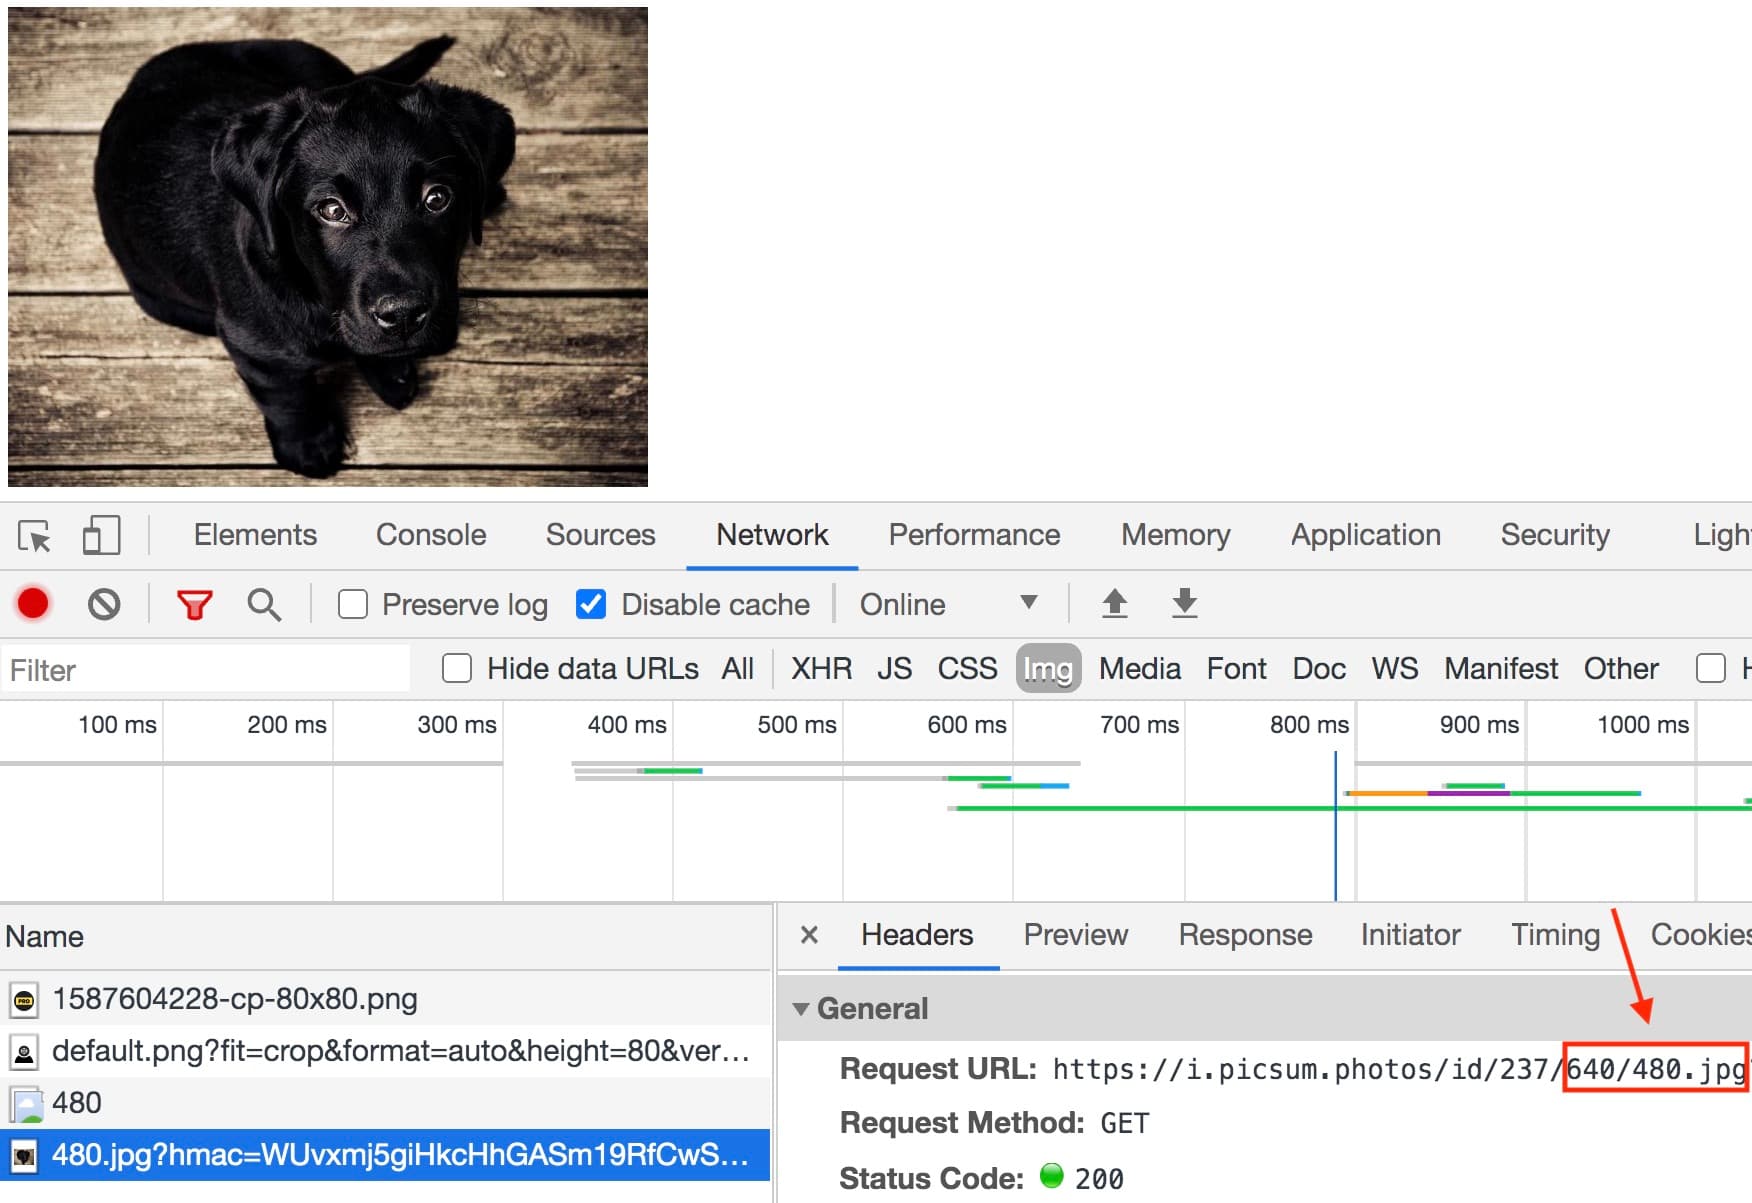 Elements Console Sources Network Performance Memory Application Security Ligh
Preserve log Disable cache Online
Filter Hide data URLs All XHR JS CSS Img Media Font Doc WS Manifest Other H
100 ms 200 ms 300 ms 400 ms 500 ms 600 ms 700 ms 800 ms 900 ms 1000 ms
Name
1587604228-cp-80x80.png
default.png?fit=crop&format=auto&height=80&ver…
480
480.jpg?hmac=WUvxmj5giHkcHhGASm19RfCwS…
× Headers Preview Response Initiator Timing Cookies
General
Request URL: https://i.picsum.photos/id/237/640/480.jpg
Request Method: GET
Status Code: 200